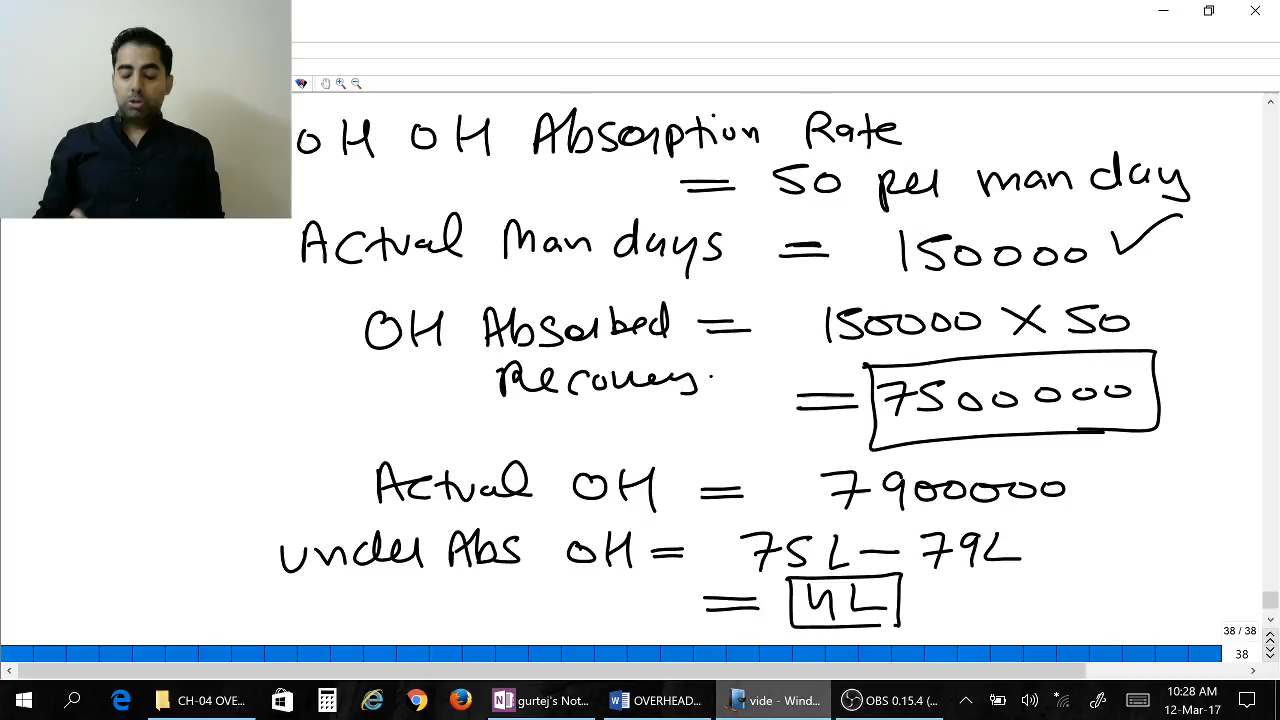 OH OH Absorption Rate
= 50 per man day
Actual Man days = 150000 ✓
OH Absorbed = 150000 X 50
Recovery.
= 7500000
Actual OH = 7900000
under Abs OH = 75L — 79L
= 4L
38 / 38
38
CH-04 OVE...
gurtej's Not...
OVERHEAD...
vide - Wind...
OBS 0.15.4 (...
10:28 AM
12-Mar-17